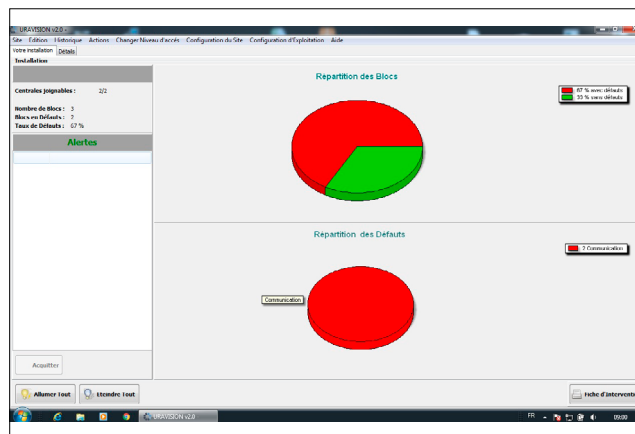 URAVISION v2.0 -
Site Edition Historique Actions Changer Niveau d'accés Configuration du Site Configuration d'Exploitation Aide
Votre installation Détails
Installation
Centrales Joignables : 2/2
Nombre de Blocs : 3
Blocs en Défauts : 2
Taux de Défauts : 67 %
Alertes
Répartition des Blocs
67 % avec défauts
33 % sans défauts
Répartition des Défauts
2 Communication
Communication
Acquitter
Allumer Tout Eteindre Tout Fiche d'Interventi
URAVISION v2.0 FR 09:00